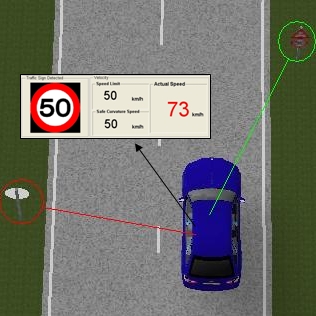 Traffic Sign Detected
Velocity
Speed Limit
50 km/h
Safe Curvature Speed
50 km/h
Actual Speed
73 km/h
50